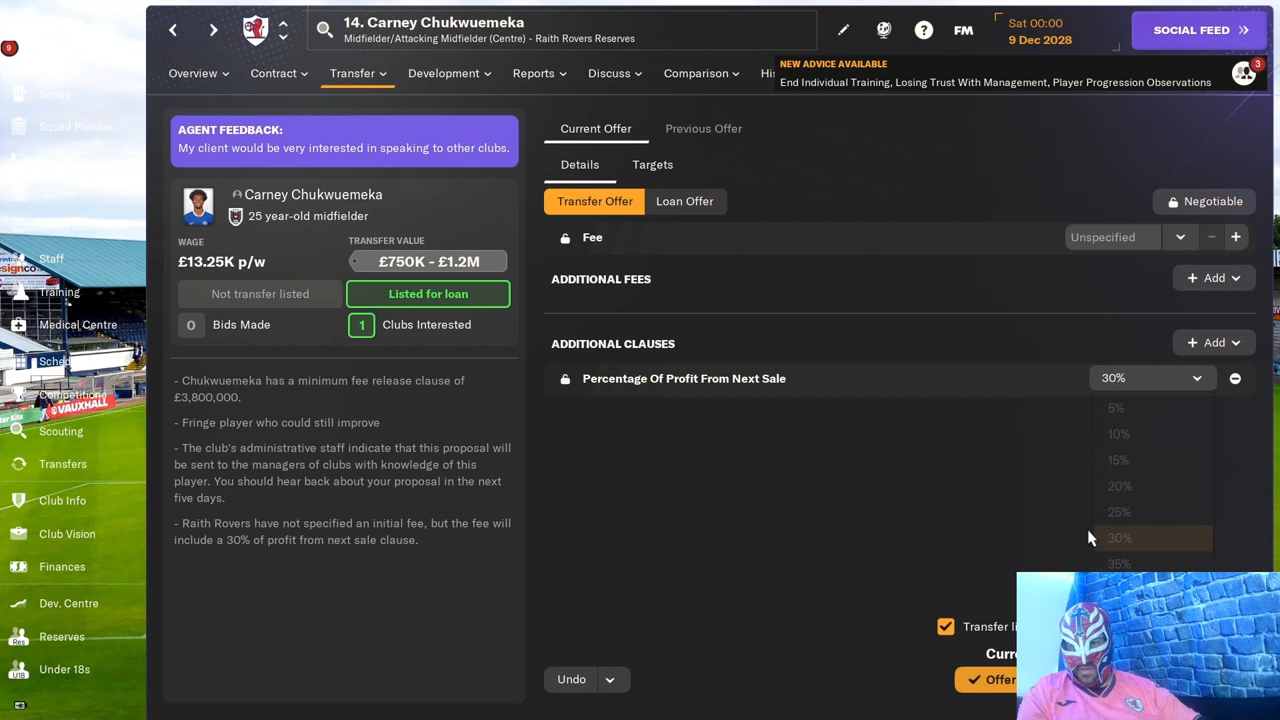 14. Carney Chukwuemeka
Midfielder/Attacking Midfielder (Centre) - Raith Rovers Reserves
FM
Sat 00:00
9 Dec 2028
SOCIAL FEED
9
Overview
Contract
Transfer
Development
Reports
Discuss
Comparison
NEW ADVICE AVAILABLE
End Individual Training, Losing Trust With Management, Player Progression Observations
3
Squad
Squad Planner
Staff
Training
Medical Centre
Scouting
Transfers
Club Info
Club Vision
Finances
Dev. Centre
Res
Reserves
U18
Under 18s
VAUXHALL
AGENT FEEDBACK:
My client would be very interested in speaking to other clubs.
Carney Chukwuemeka
25 year-old midfielder
WAGE
£13.25K p/w
TRANSFER VALUE
£750K - £1.2M
Not transfer listed
Listed for loan
0 Bids Made
1 Clubs Interested
- Chukwuemeka has a minimum fee release clause of
£3,800,000.
- Fringe player who could still improve
- The club's administrative staff indicate that this proposal
will be sent to the managers of clubs with knowledge of this
player. You should hear back about your proposal in the next
five days.
- Raith Rovers have not specified an initial fee, but the fee will
include a 30% of profit from next sale clause.
Current Offer
Previous Offer
Details
Targets
Transfer Offer
Loan Offer
Negotiable
Fee
Unspecified
ADDITIONAL FEES
Add
ADDITIONAL CLAUSES
Add
Percentage Of Profit From Next Sale
30%
5%
10%
15%
20%
25%
30%
35%
Undo
Offer